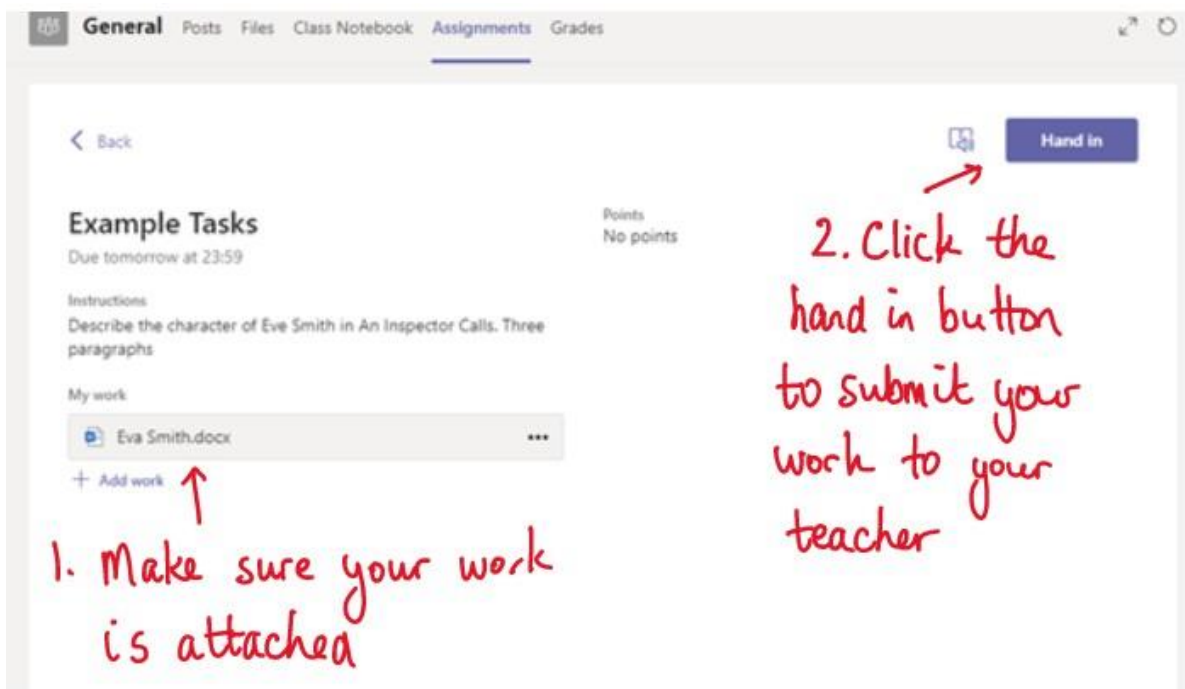 General Posts Files Class Notebook Assignments Grades
Back
Hand in
Example Tasks
Due tomorrow at 23:59
Points
No points
Instructions
Describe the character of Eve Smith in An Inspector Calls. Three
paragraphs
My work
Eva Smith.docx
+ Add work
1. Make sure your work
is attached
2. Click the
hand in button
to submit your
work to your
teacher